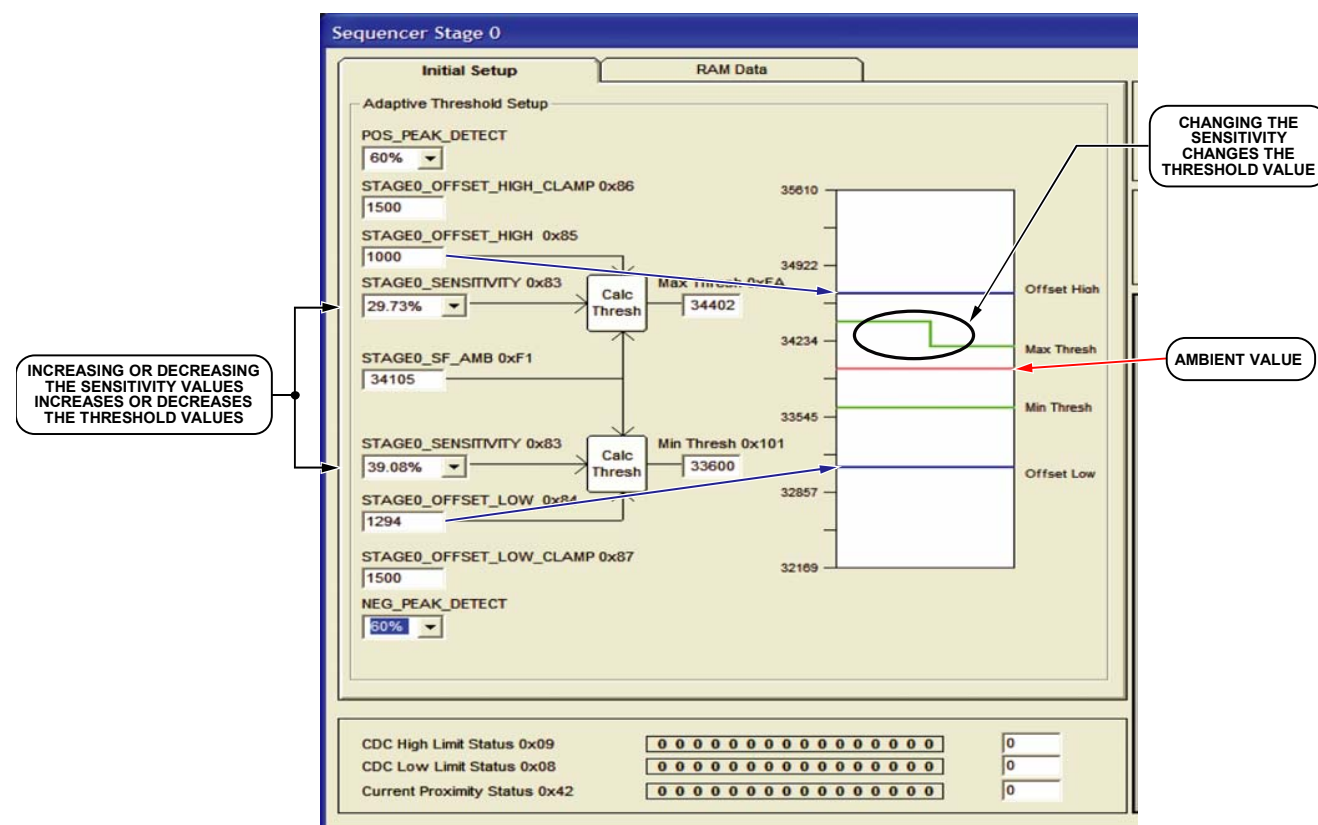 Sequencer Stage 0
Initial Setup
RAM Data
Adaptive Threshold Setup
POS_PEAK_DETECT
60%
STAGE0_OFFSET_HIGH_CLAMP 0x86
1500
STAGE0_OFFSET_HIGH 0x85
1000
STAGE0_SENSITIVITY 0x83
29.73%
Calc
Thresh
Max Thresh 0xFA
34402
STAGE0_SF_AMB 0xF1
34105
STAGE0_SENSITIVITY 0x83
39.08%
Calc
Thresh
Min Thresh 0x101
33600
STAGE0_OFFSET_LOW 0x84
1294
STAGE0_OFFSET_LOW_CLAMP 0x87
1500
NEG_PEAK_DETECT
60%
35610
34922
34234
33545
32857
32169
Offset High
Max Thresh
Min Thresh
Offset Low
CHANGING THE
SENSITIVITY
CHANGES THE
THRESHOLD VALUE
AMBIENT VALUE
INCREASING OR DECREASING
THE SENSITIVITY VALUES
INCREASES OR DECREASES
THE THRESHOLD VALUES
CDC High Limit Status 0x09
0 0 0 0 0 0 0 0 0 0 0 0 0 0 0 0
0
CDC Low Limit Status 0x08
0 0 0 0 0 0 0 0 0 0 0 0 0 0 0 0
0
Current Proximity Status 0x42
0 0 0 0 0 0 0 0 0 0 0 0 0 0 0 0
0